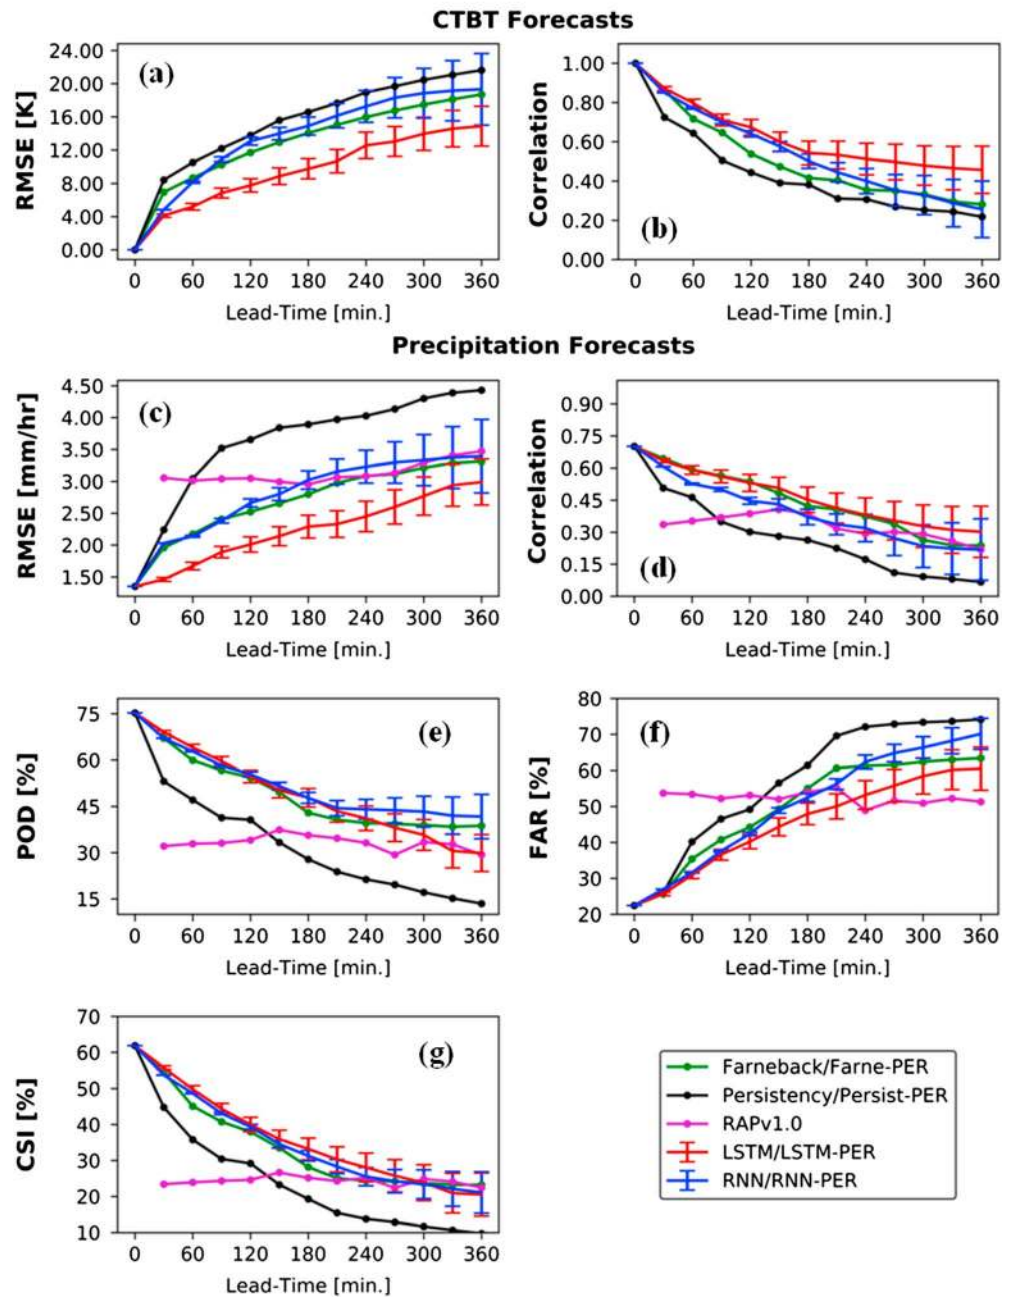 CTBT Forecasts
24.00
20.00
16.00
12.00
8.00
4.00
0.00
RMSE [K]
(a)
0 60 120 180 240 300 360
Lead-Time [min.]
1.00
0.80
0.60
0.40
0.20
0.00
Correlation
(b)
0 60 120 180 240 300 360
Lead-Time [min.]
Precipitation Forecasts
4.50
4.00
3.50
3.00
2.50
2.00
1.50
RMSE [mm/hr]
(c)
0 60 120 180 240 300 360
Lead-Time [min.]
0.90
0.75
0.60
0.45
0.30
0.15
0.00
Correlation
(d)
0 60 120 180 240 300 360
Lead-Time [min.]
75
60
45
30
15
POD [%]
(e)
0 60 120 180 240 300 360
Lead-Time [min.]
80
70
60
50
40
30
20
FAR [%]
(f)
0 60 120 180 240 300 360
Lead-Time [min.]
70
60
50
40
30
20
10
CSI [%]
(g)
0 60 120 180 240 300 360
Lead-Time [min.]
Farneback/Farne-PER
Persistency/Persist-PER
RAPv1.0
LSTM/LSTM-PER
RNN/RNN-PER